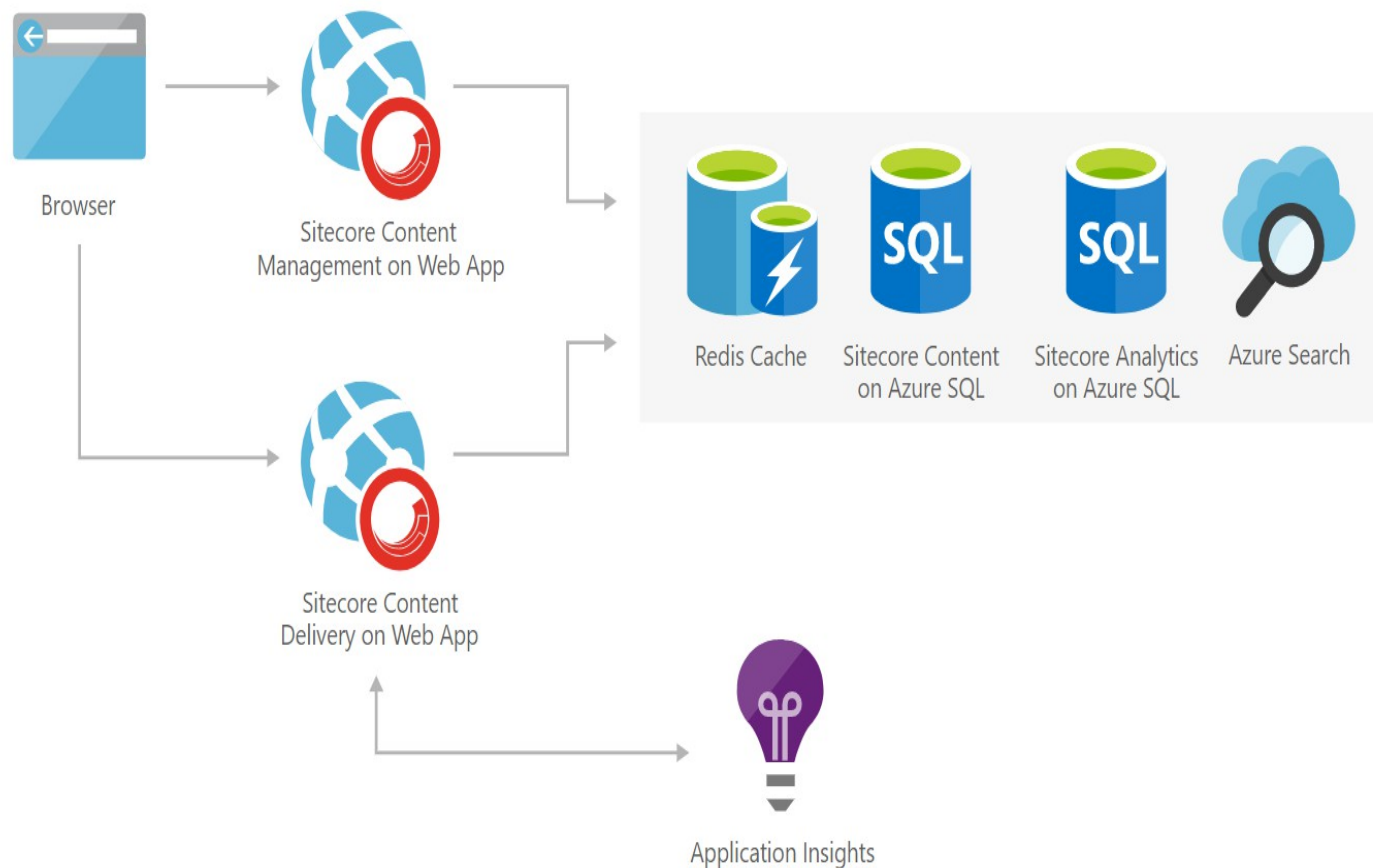 Browser
Sitecore Content
Management on Web App
SQL
SQL
Redis Cache
Sitecore Content
on Azure SQL
Sitecore Analytics
on Azure SQL
Azure Search
Sitecore Content
Delivery on Web App
Application Insights